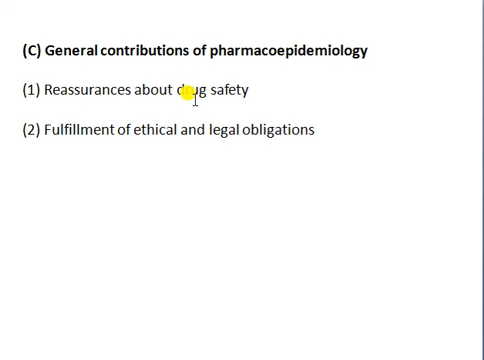 (C) General contributions of pharmacoepidemiology
(1) Reassurances about drug safety
(2) Fulfillment of ethical and legal obligations